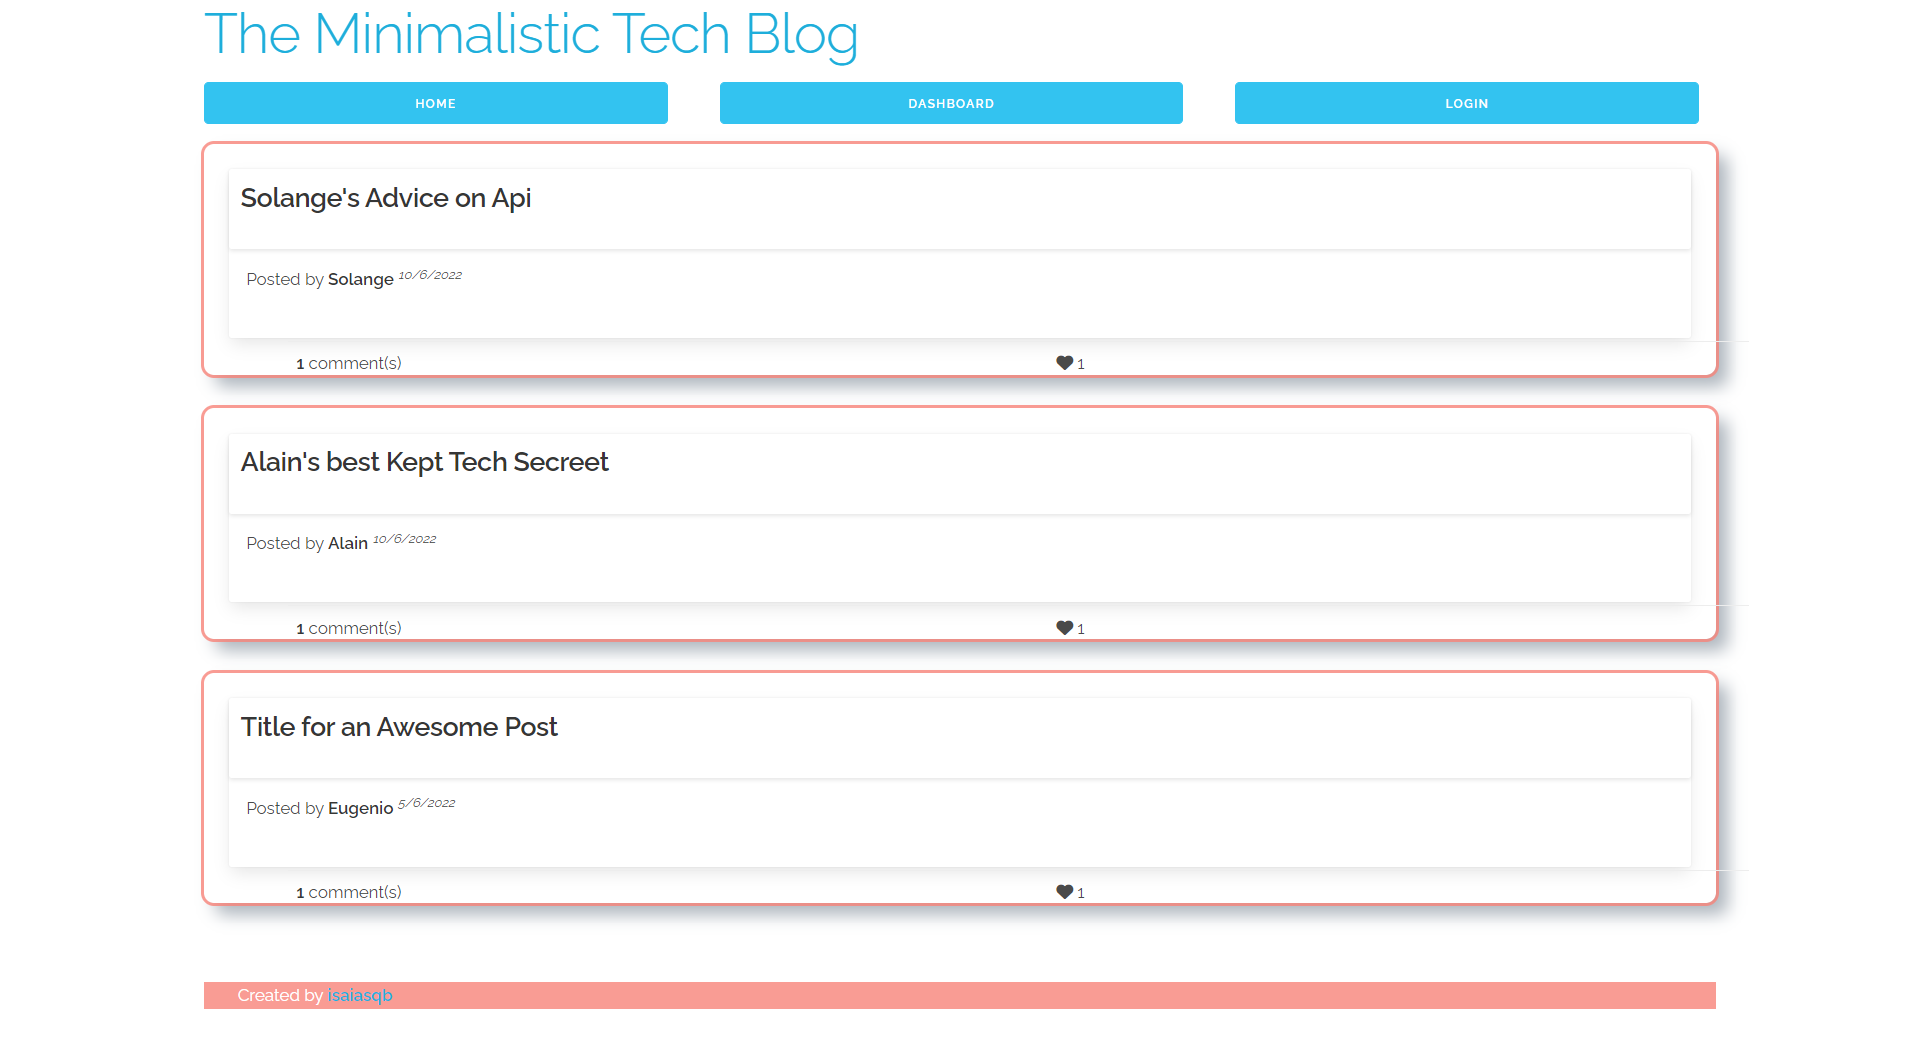 The Minimalistic Tech Blog
HOME DASHBOARD LOGIN
Solange's Advice on Api
Posted by Solange 10/6/2022
1 comment(s) 1
Alain's best Kept Tech Secreet
Posted by Alain 10/6/2022
1 comment(s) 1
Title for an Awesome Post
Posted by Eugenio 5/6/2022
1 comment(s) 1
Created by isaiasqb